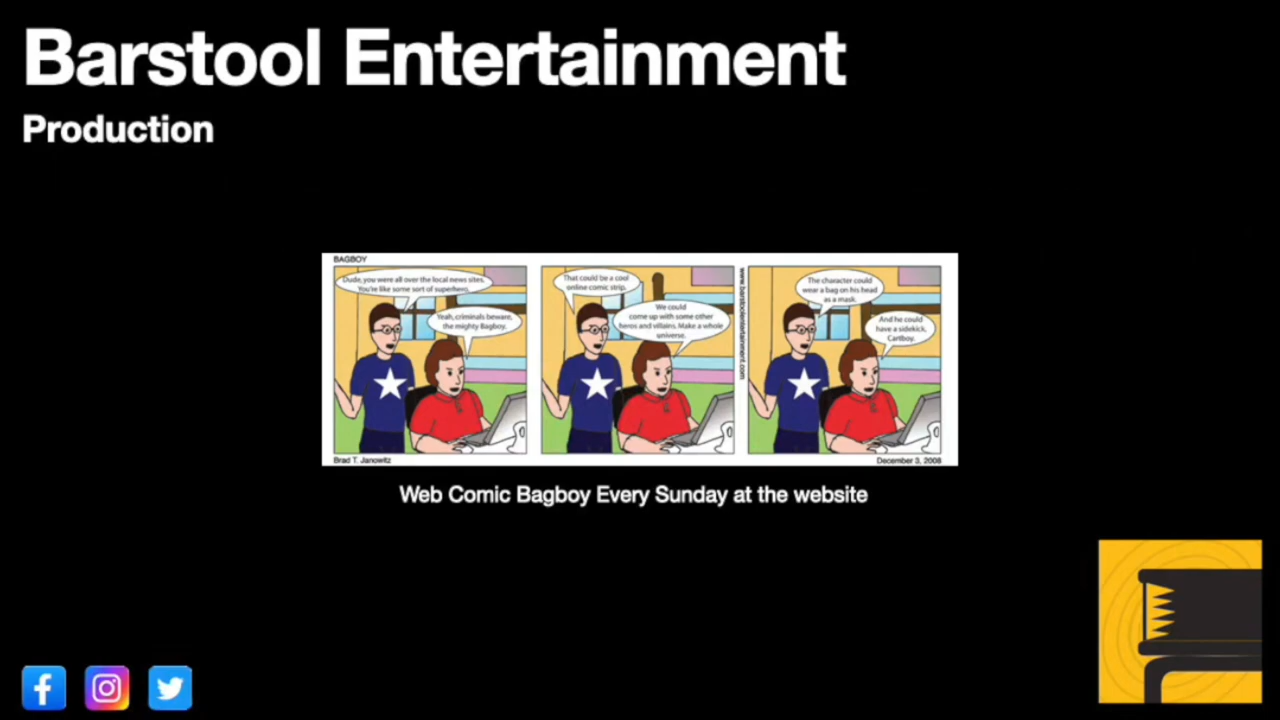 Barstool Entertainment
Production
BAGBOY
Dude, you were all over the local news sites.
You're like some sort of superhero.
Yeah, criminals beware,
the mighty Bagboy.
That could be a cool
online comic strip.
We could
come up with some other
heros and villains. Make a whole
universe.
www.barstoolentertainment.com
The character could
wear a bag on his head
as a mask.
And he could
have a sidekick,
Cartboy.
Brad T. Janowitz
December 3, 2008
Web Comic Bagboy Every Sunday at the website